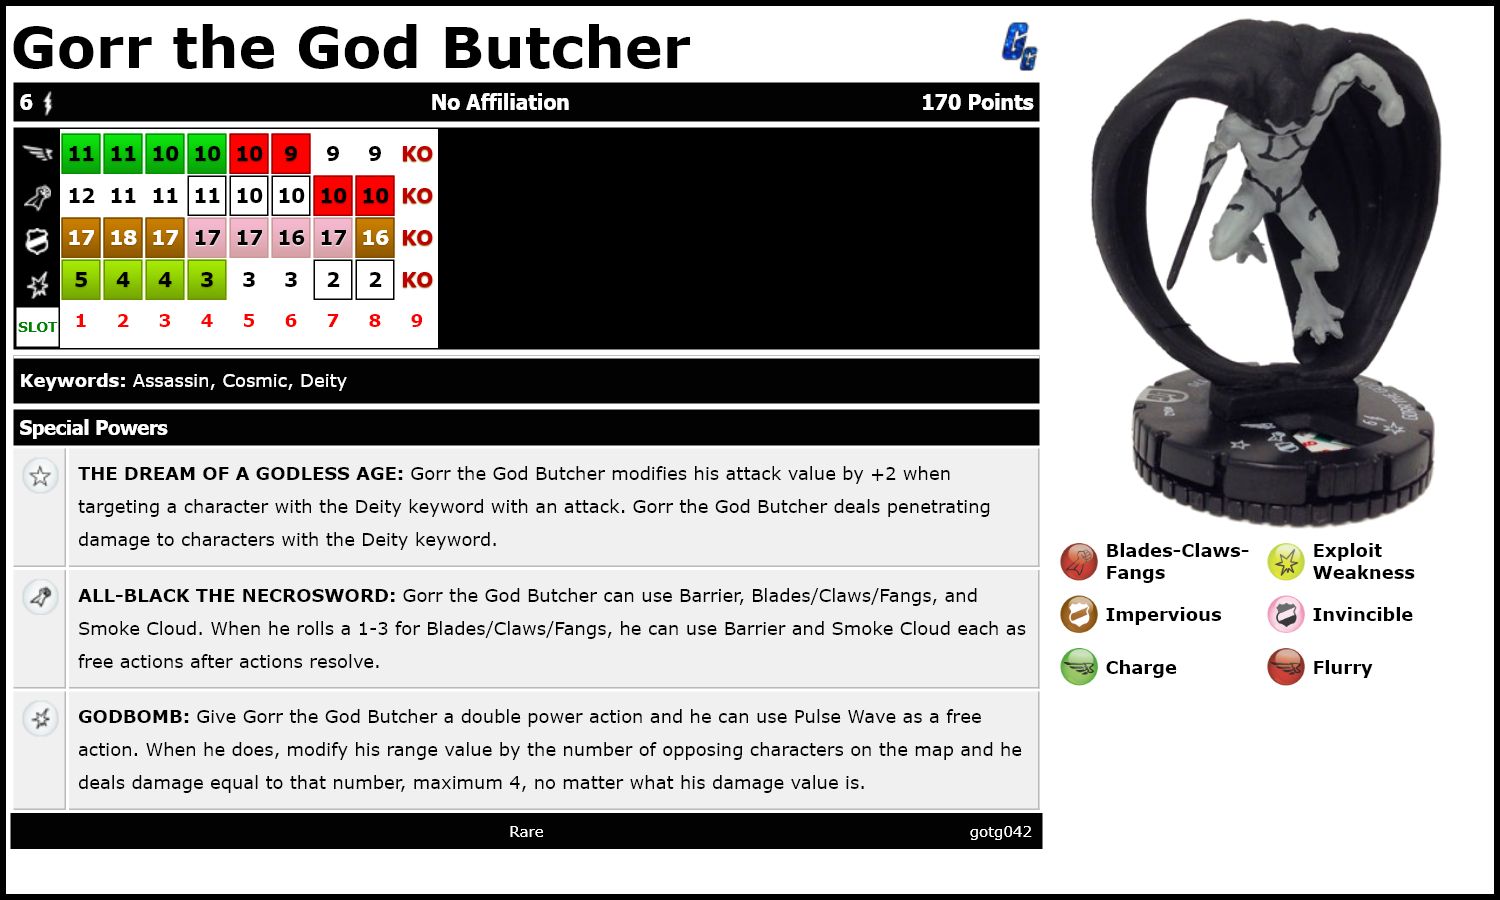 Gorr the God Butcher
GG
6 No Affiliation 170 Points
11 11 10 10 10 9 9 9 KO
12 11 11 11 10 10 10 10 KO
17 18 17 17 17 16 17 16 KO
5 4 4 3 3 3 2 2 KO
SLOT 1 2 3 4 5 6 7 8 9
Keywords: Assassin, Cosmic, Deity
Special Powers
THE DREAM OF A GODLESS AGE: Gorr the God Butcher modifies his attack value by +2 when
targeting a character with the Deity keyword with an attack. Gorr the God Butcher deals penetrating
damage to characters with the Deity keyword.
ALL-BLACK THE NECROSWORD: Gorr the God Butcher can use Barrier, Blades/Claws/Fangs, and
Smoke Cloud. When he rolls a 1-3 for Blades/Claws/Fangs, he can use Barrier and Smoke Cloud each as
free actions after actions resolve.
GODBOMB: Give Gorr the God Butcher a double power action and he can use Pulse Wave as a free
action. When he does, modify his range value by the number of opposing characters on the map and he
deals damage equal to that number, maximum 4, no matter what his damage value is.
Rare gotg042
Blades-Claws-
Fangs
Exploit
Weakness
Impervious
Invincible
Charge
Flurry